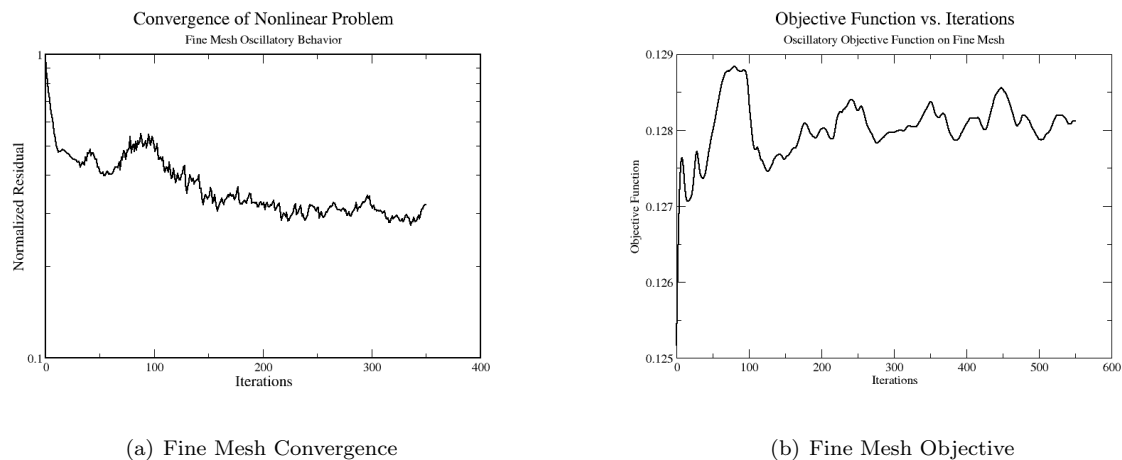 Convergence of Nonlinear Problem
Fine Mesh Oscillatory Behavior
1
Normalized Residual
0.1
0 100 200 300 400
Iterations
(a) Fine Mesh Convergence
Objective Function vs. Iterations
Oscillatory Objective Function on Fine Mesh
0.129
0.128
0.127
0.126
0.125
Objective Function
0 100 200 300 400 500 600
Iterations
(b) Fine Mesh Objective